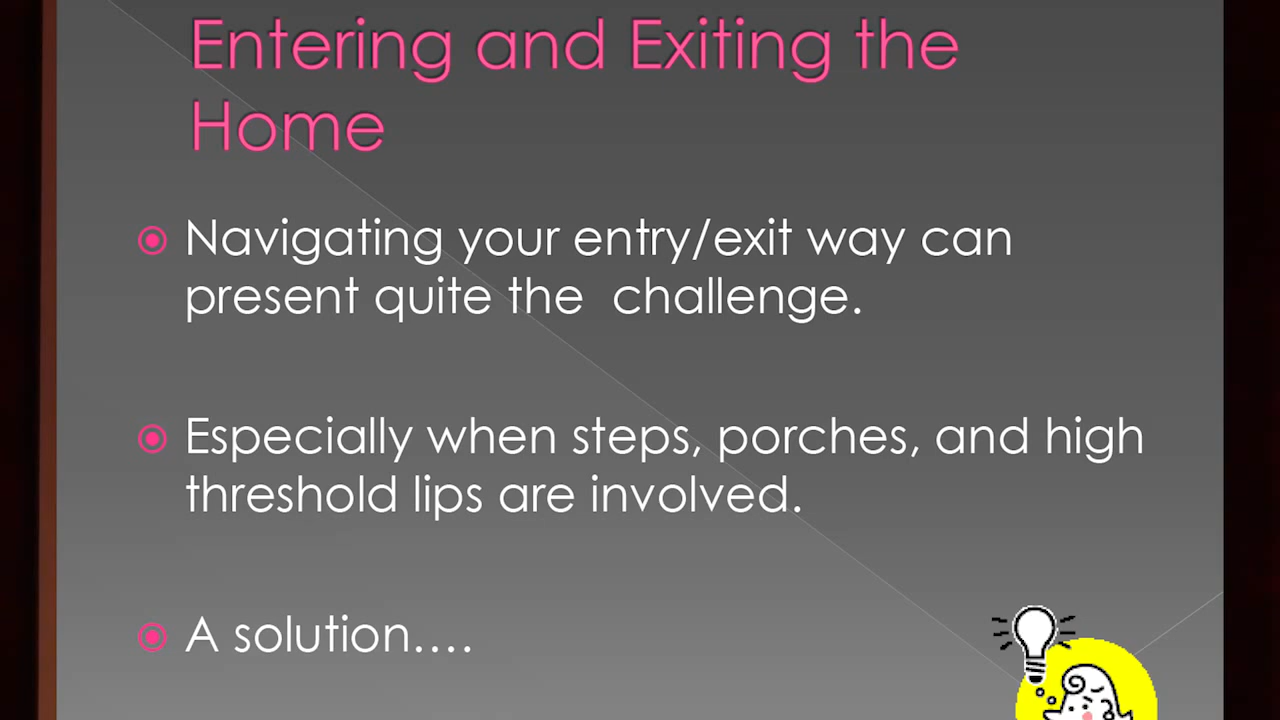 Entering and Exiting the
Home
Navigating your entry/exit way can
present quite the  challenge.
Especially when steps, porches, and high
threshold lips are involved.
A solution....